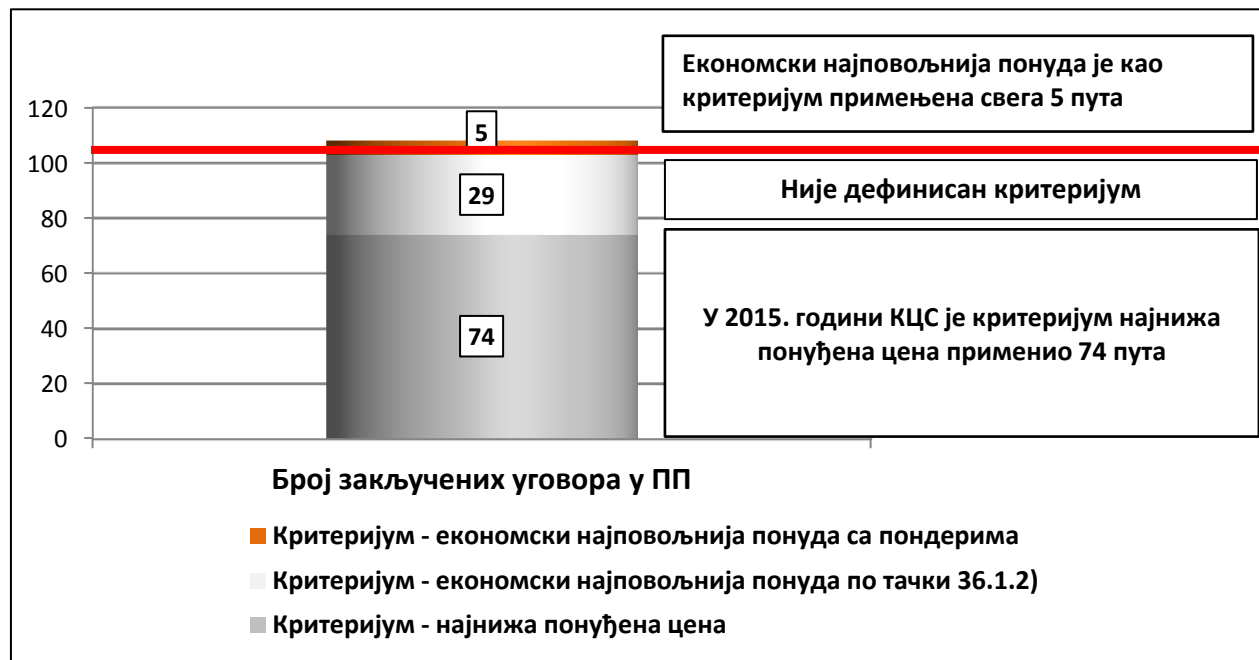 Економски најповољнија понуда је као
критеријум примењена свега 5 пута
120
100
80
60
40
20
0
5
29
74
Није дефинисан критеријум
У 2015. години КЦС је критеријум најнижа
понуђена цена применио 74 пута
Број закључених уговора у ПП
Критеријум - економски најповољнија понуда са пондерима
Критеријум - економски најповољнија понуда по тачки 36.1.2)
Критеријум - најнижа понуђена цена